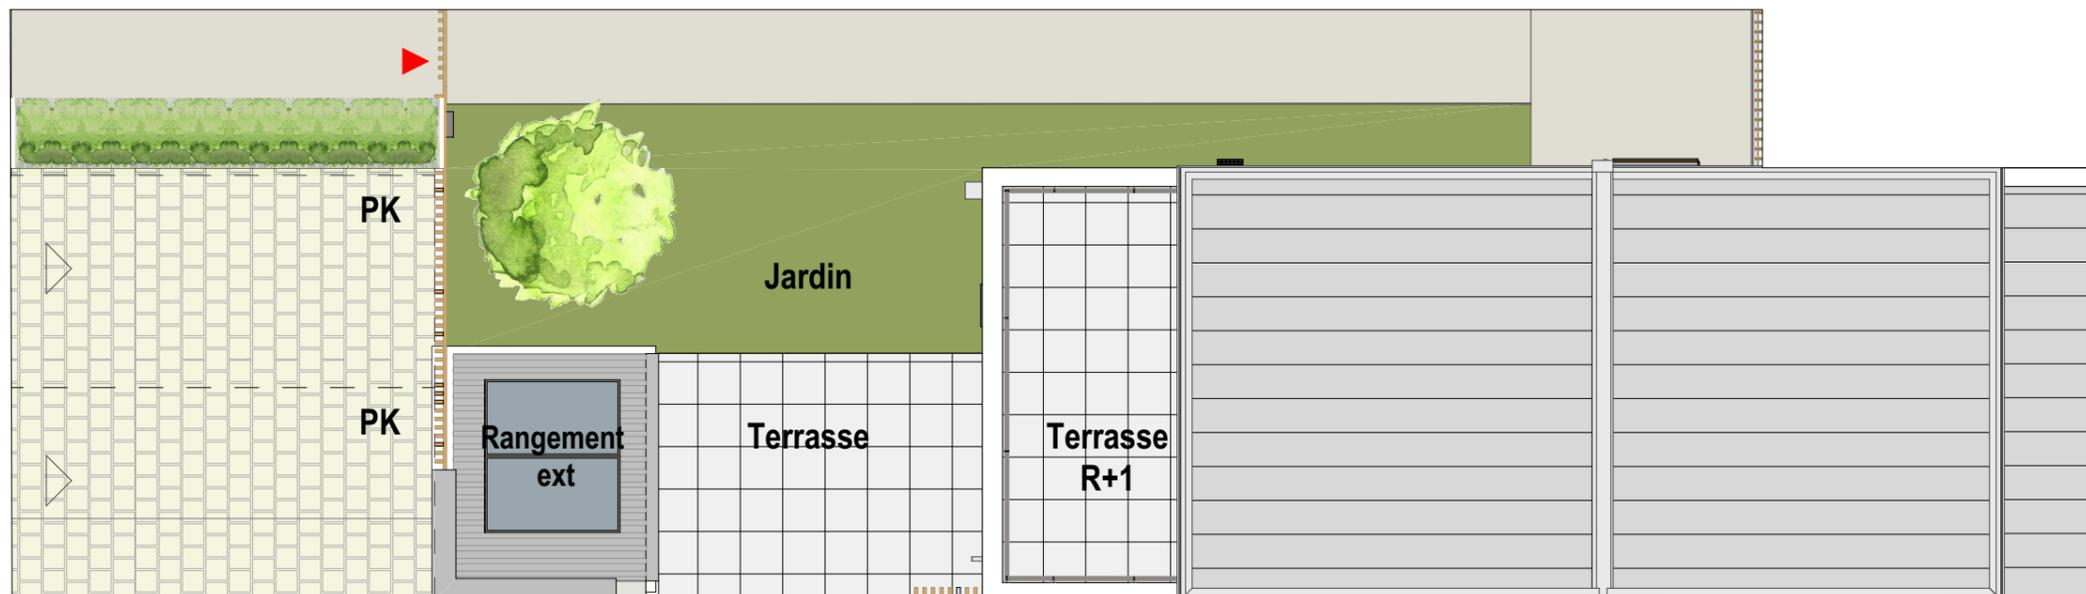 PK
Jardin
PK
Rangement
ext
Terrasse
Terrasse
R+1